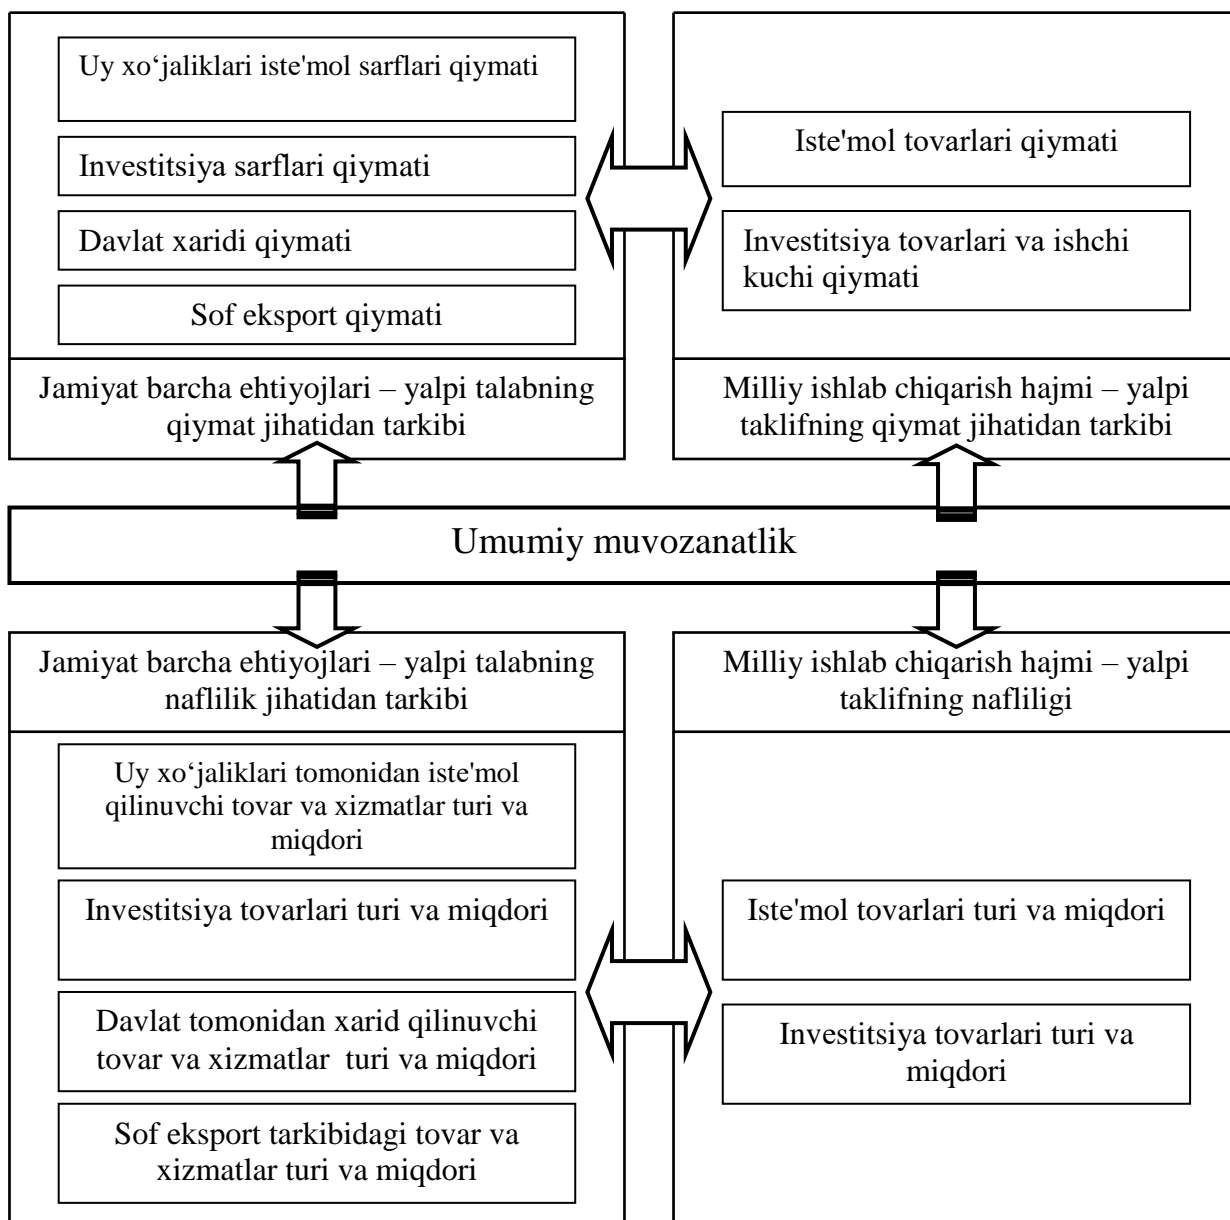 Uy xo‘jaliklari iste'mol sarflari qiymati
Investitsiya sarflari qiymati
Davlat xaridi qiymati
Sof eksport qiymati
Jamiyat barcha ehtiyojlari – yalpi talabning
qiymat jihatidan tarkibi
Iste'mol tovarlari qiymati
Investitsiya tovarlari va ishchi
kuchi qiymati
Milliy ishlab chiqarish hajmi – yalpi
taklifning qiymat jihatidan tarkibi
Umumiy muvozanatlik
Jamiyat barcha ehtiyojlari – yalpi talabning
naflilik jihatidan tarkibi
Uy xo‘jaliklari tomonidan iste'mol
qilinuvchi tovar va xizmatlar turi va
miqdori
Investitsiya tovarlari turi va miqdori
Davlat tomonidan xarid qilinuvchi
tovar va xizmatlar  turi va miqdori
Sof eksport tarkibidagi tovar va
xizmatlar turi va miqdori
Milliy ishlab chiqarish hajmi – yalpi
taklifning nafliligi
Iste'mol tovarlari turi va miqdori
Investitsiya tovarlari turi va
miqdori